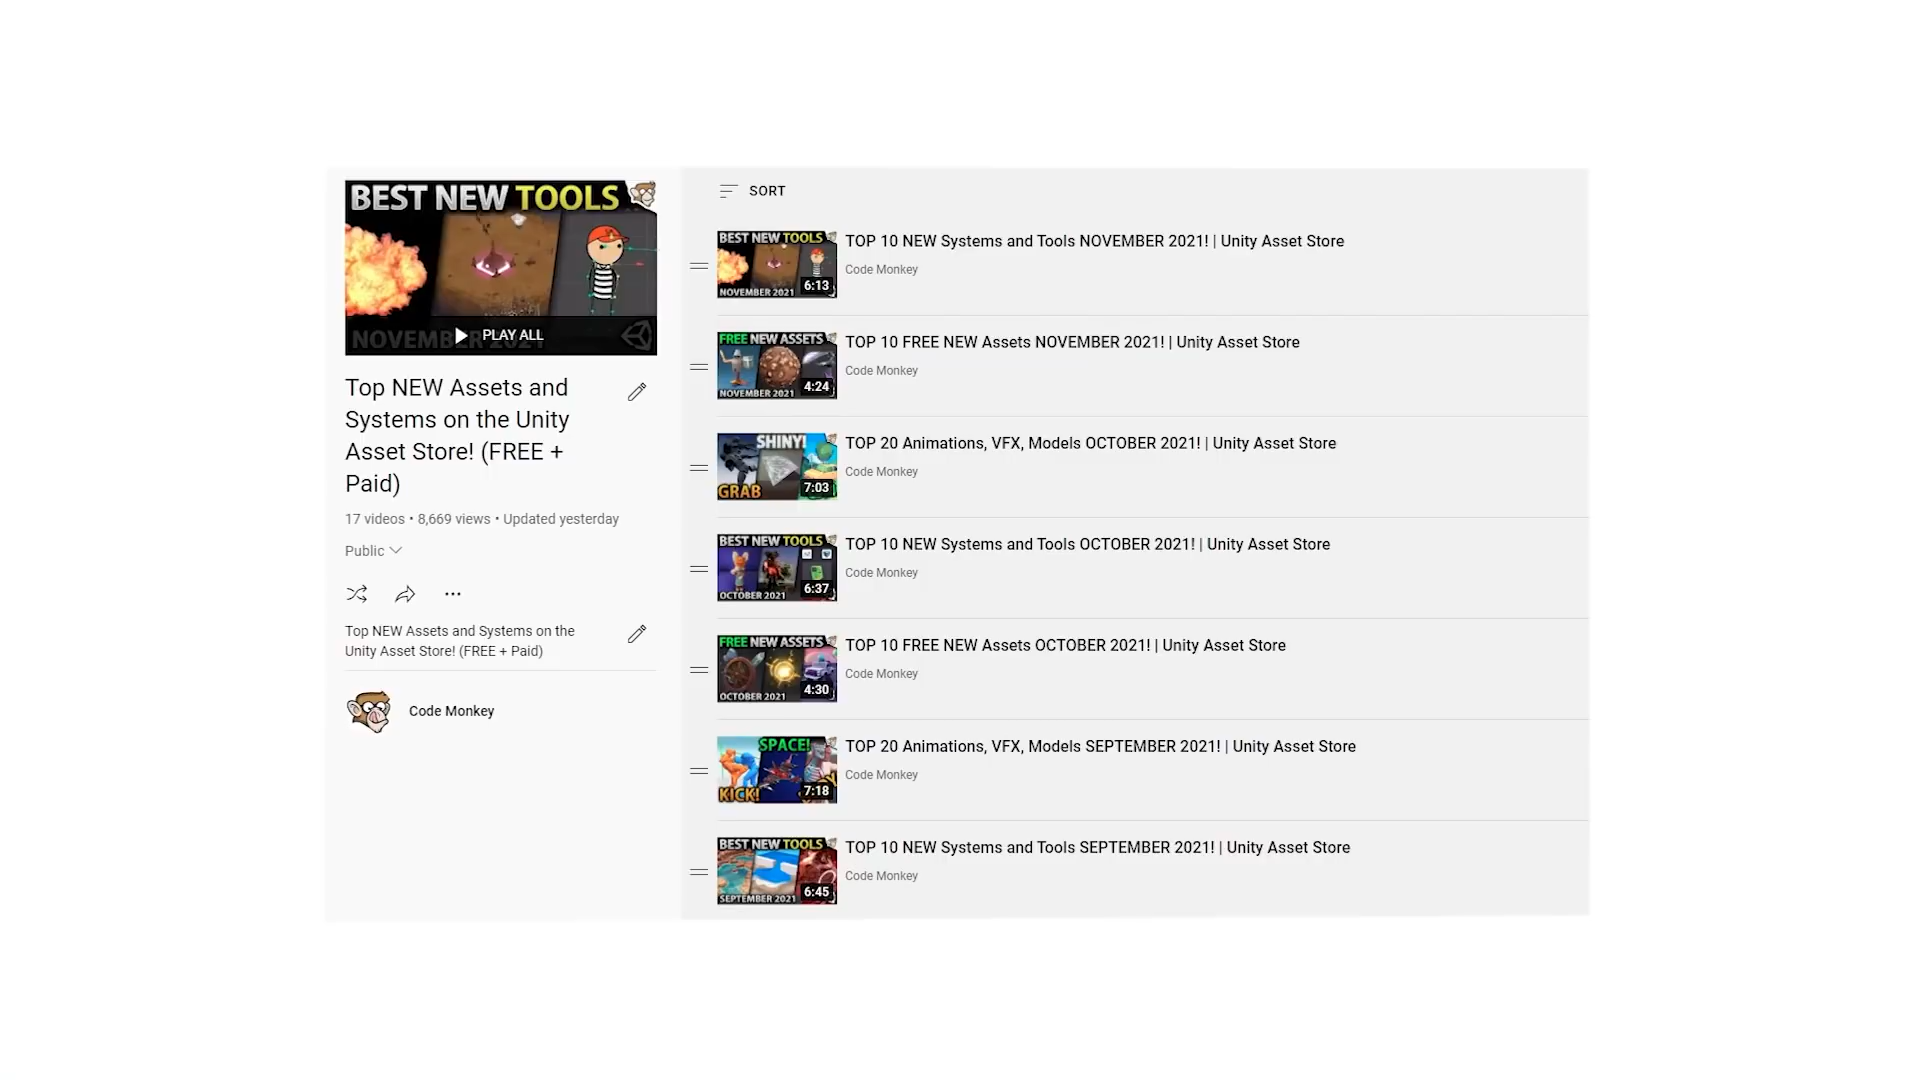 BEST NEW TOOLS
NOVEMBER 2021
PLAY ALL
Top NEW Assets and
Systems on the Unity
Asset Store! (FREE +
Paid)
17 videos • 8,669 views • Updated yesterday
Public
Top NEW Assets and Systems on the
Unity Asset Store! (FREE + Paid)
Code Monkey
SORT
BEST NEW TOOLS
NOVEMBER 2021
6:13
TOP 10 NEW Systems and Tools NOVEMBER 2021! | Unity Asset Store
Code Monkey
FREE NEW ASSETS
NOVEMBER 2021
4:24
TOP 10 FREE NEW Assets NOVEMBER 2021! | Unity Asset Store
Code Monkey
SHINY!
GRAB
7:03
TOP 20 Animations, VFX, Models OCTOBER 2021! | Unity Asset Store
Code Monkey
BEST NEW TOOLS
OCTOBER 2021
6:37
TOP 10 NEW Systems and Tools OCTOBER 2021! | Unity Asset Store
Code Monkey
FREE NEW ASSETS
OCTOBER 2021
4:30
TOP 10 FREE NEW Assets OCTOBER 2021! | Unity Asset Store
Code Monkey
SPACE!
KICK!
7:18
TOP 20 Animations, VFX, Models SEPTEMBER 2021! | Unity Asset Store
Code Monkey
BEST NEW TOOLS
SEPTEMBER 2021
6:45
TOP 10 NEW Systems and Tools SEPTEMBER 2021! | Unity Asset Store
Code Monkey